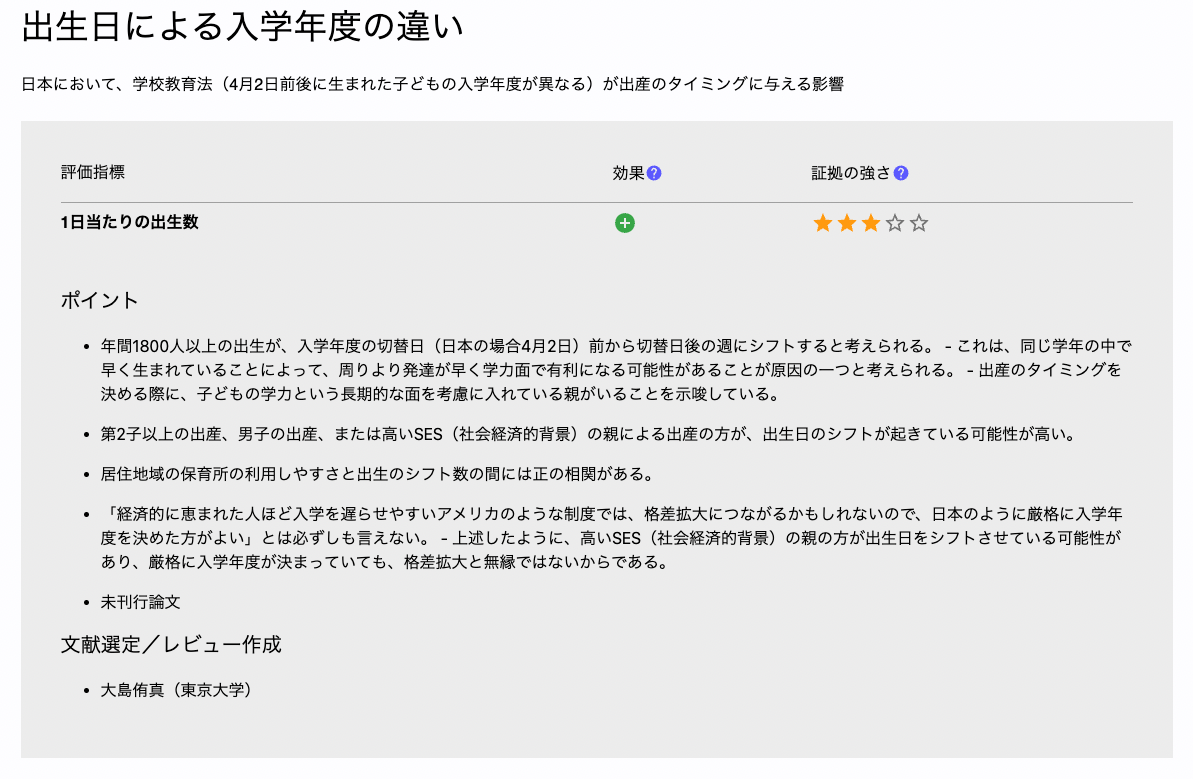 出生日による入学年度の違い
日本において、学校教育法（4月2日前後に生まれた子どもの入学年度が異なる）が出産のタイミングに与える影響
評価指標 効果? 証拠の強さ?
1日当たりの出生数 + ★★★☆☆
ポイント
• 年間1800人以上の出生が、入学年度の切替日（日本の場合4月2日）前から切替日後の週にシフトすると考えられる。 - これは、同じ学年の中で
早く生まれていることによって、周りより発達が早く学力面で有利になる可能性があることが原因の一つと考えられる。 - 出産のタイミングを
決める際に、子どもの学力という長期的な面を考慮に入れている親がいることを示唆している。
• 第2子以上の出産、男子の出産、または高いSES（社会経済的背景）の親による出産の方が、出生日のシフトが起きている可能性が高い。
• 居住地域の保育所の利用しやすさと出生のシフト数の間には正の相関がある。
• 「経済的に恵まれた人ほど入学を遅らせやすいアメリカのような制度では、格差拡大につながるかもしれないので、日本のように厳格に入学年
度を決めた方がよい」とは必ずしも言えない。 - 上述したように、高いSES（社会経済的背景）の親の方が出生日をシフトさせている可能性が
あり、厳格に入学年度が決まっていても、格差拡大と無縁ではないからである。
• 未刊行論文
文献選定／レビュー作成
• 大島侑真（東京大学）